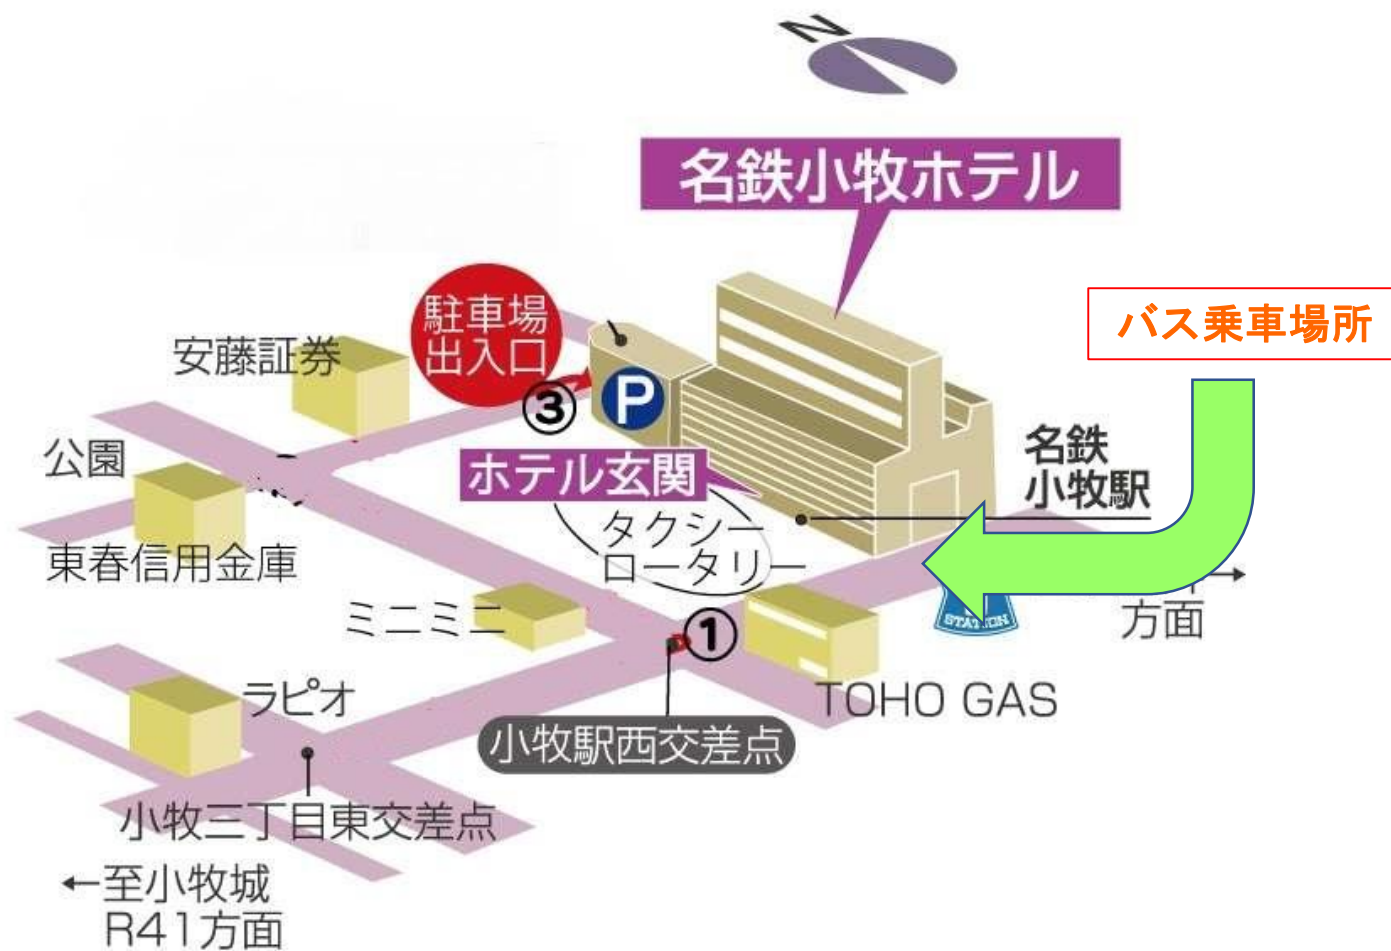 N
名鉄小牧ホテル
バス乗車場所
駐車場
出入口
安藤証券
P
③
名鉄
小牧駅
公園
ホテル玄関
タクシー
ロータリー
東春信用金庫
ミニミニ
①
STATION
方面
ラピオ
TOHO GAS
小牧駅西交差点
小牧三丁目東交差点
←至小牧城
R41方面